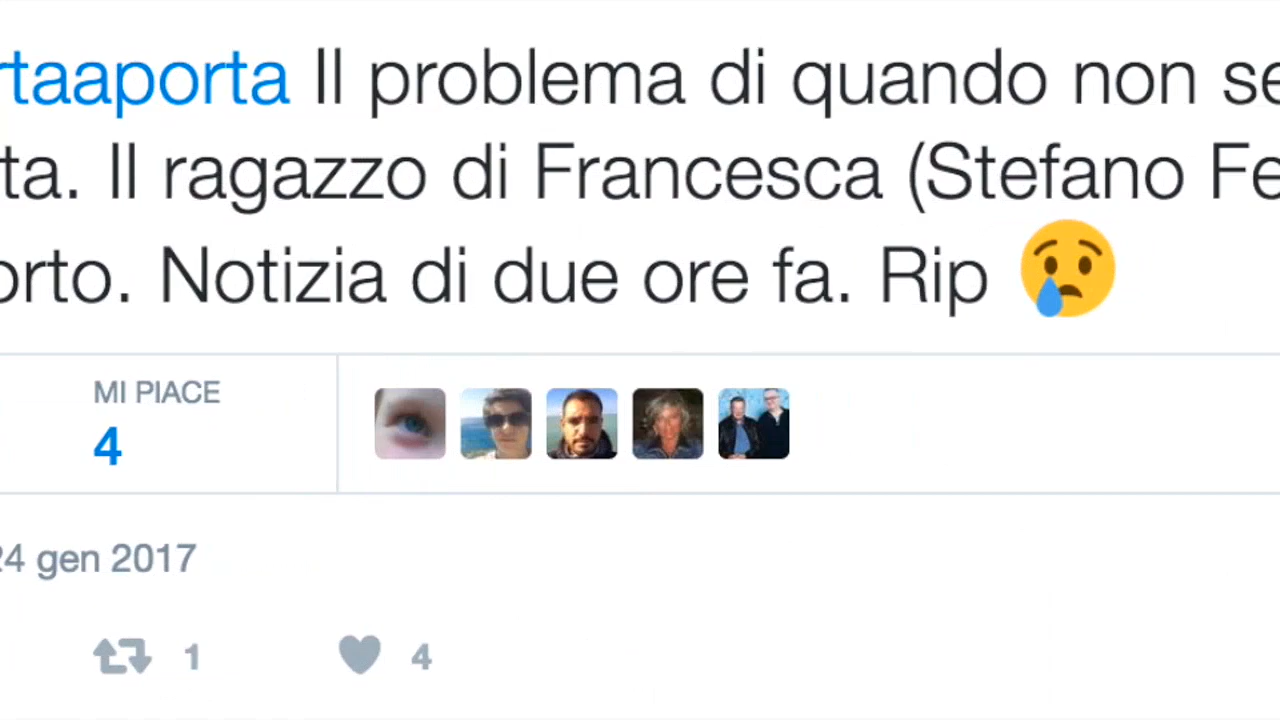 rtaaporta Il problema di quando non se
ta. Il ragazzo di Francesca (Stefano Fe
orto. Notizia di due ore fa. Rip
MI PIACE
4
24 gen 2017
1 4